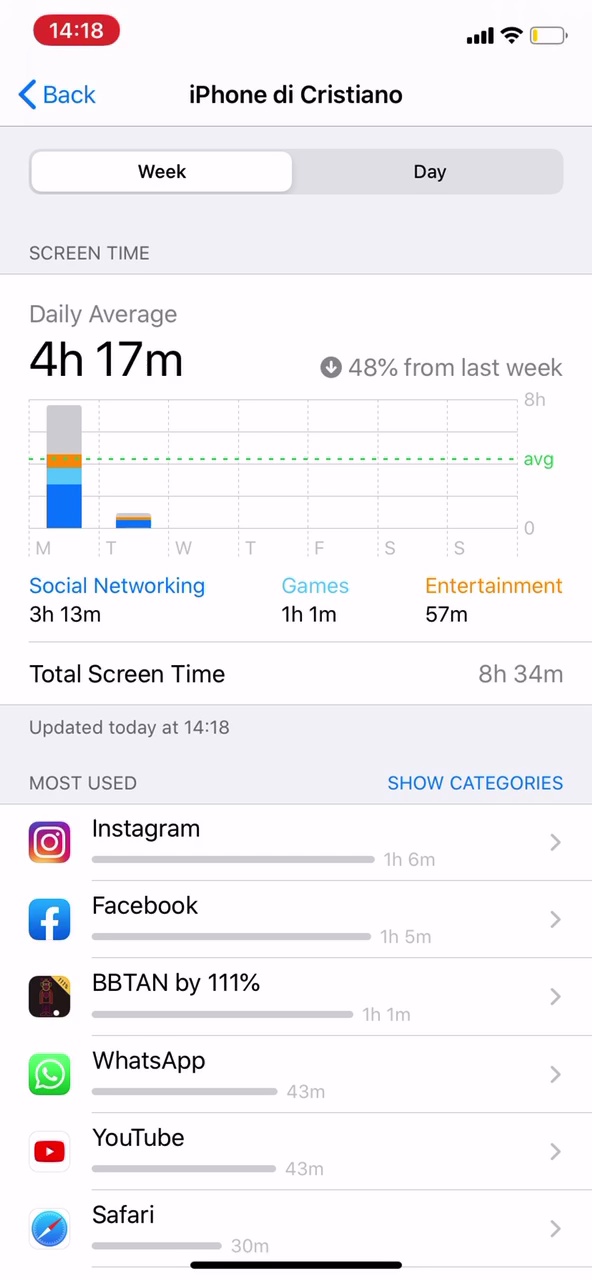 14:18
Back
iPhone di Cristiano
Week Day
SCREEN TIME
Daily Average
4h 17m
48% from last week
8h
avg
0
M T W T F S S
Social Networking Games Entertainment
3h 13m 1h 1m 57m
Total Screen Time 8h 34m
Updated today at 14:18
MOST USED SHOW CATEGORIES
Instagram
1h 6m
Facebook
1h 5m
BBTAN by 111%
1h 1m
WhatsApp
43m
YouTube
43m
Safari
30m